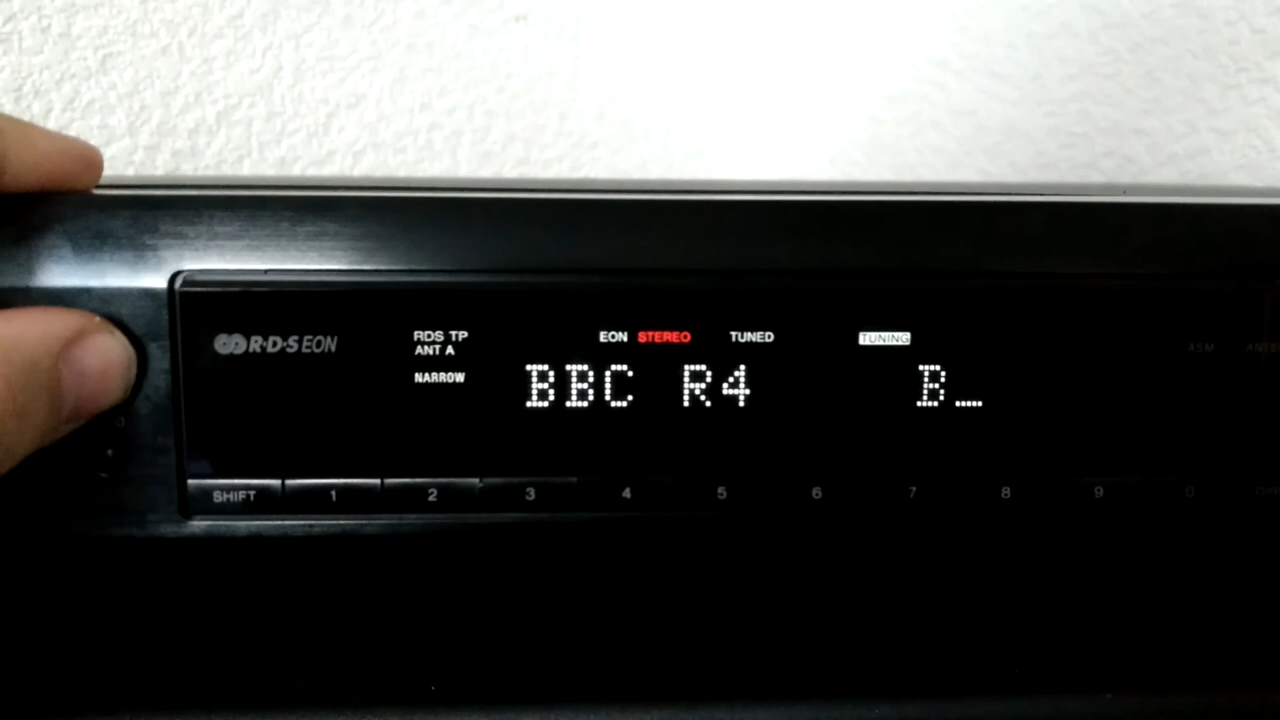 R·D·S EON
RDS TP
ANT A
NARROW
EON STEREO TUNED TUNING
BBC R4 B_
ASM
SHIFT 1 2 3 4 5 6 7 8 9 0